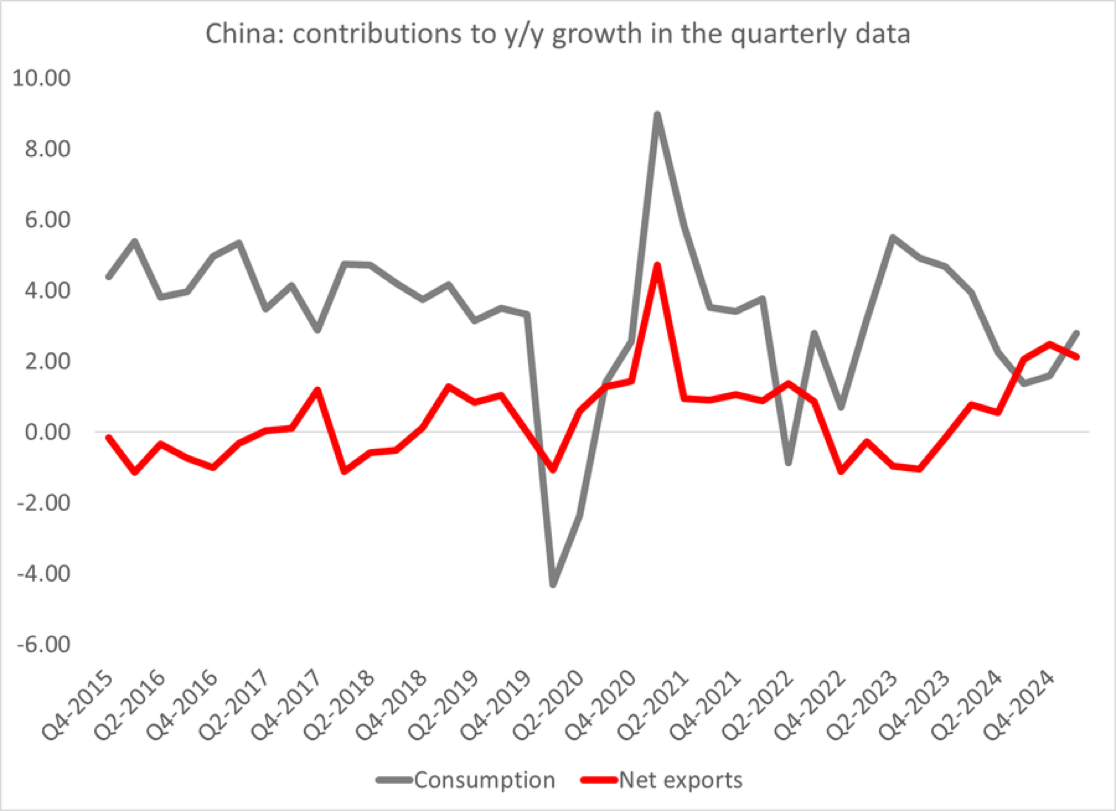 China: contributions to y/y growth in the quarterly data
10.00
8.00
6.00
4.00
2.00
0.00
-2.00
-4.00
-6.00
Q4-2015
Q2-2016
Q4-2016
Q2-2017
Q4-2017
Q2-2018
Q4-2018
Q2-2019
Q4-2019
Q2-2020
Q4-2020
Q2-2021
Q4-2021
Q2-2022
Q4-2022
Q2-2023
Q4-2023
Q2-2024
Q4-2024
Consumption
Net exports